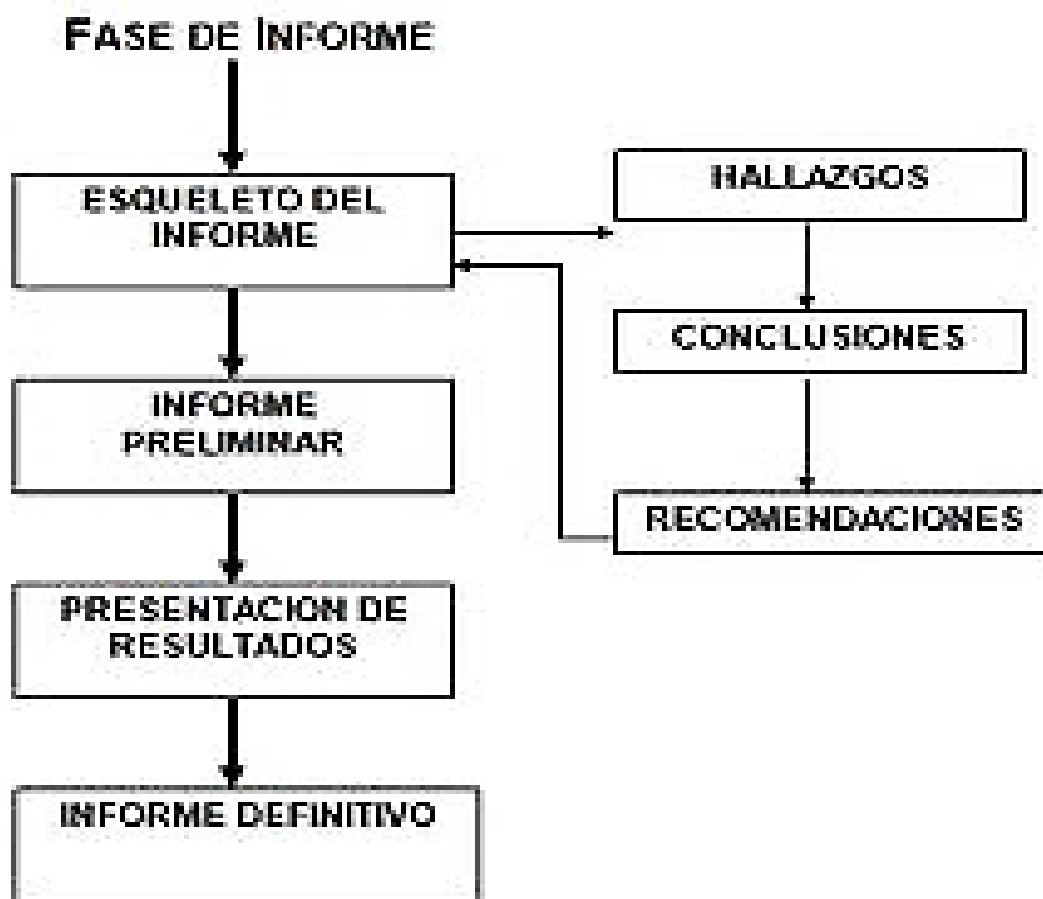 FASE DE INFORME
ESQUELETO DEL
INFORME
HALLAZGOS
CONCLUSIONES
INFORME
PRELIMINAR
RECOMENDACIONES
PRESENTACION DE
RESULTADOS
INFORME DEFINITIVO